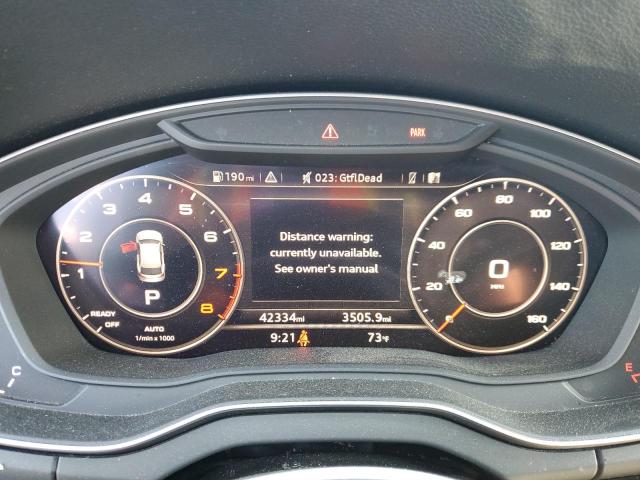 PARK
190 mi 023: GtflDead
Distance warning:
currently unavailable.
See owner's manual
1 2 3 4 5 6 7 8
P
READY
OFF
AUTO
1/min x 1000
20 40 60 80 100 120 140 160
0
MPH
42334mi 3505.9mi
9:21 73°F
C
E